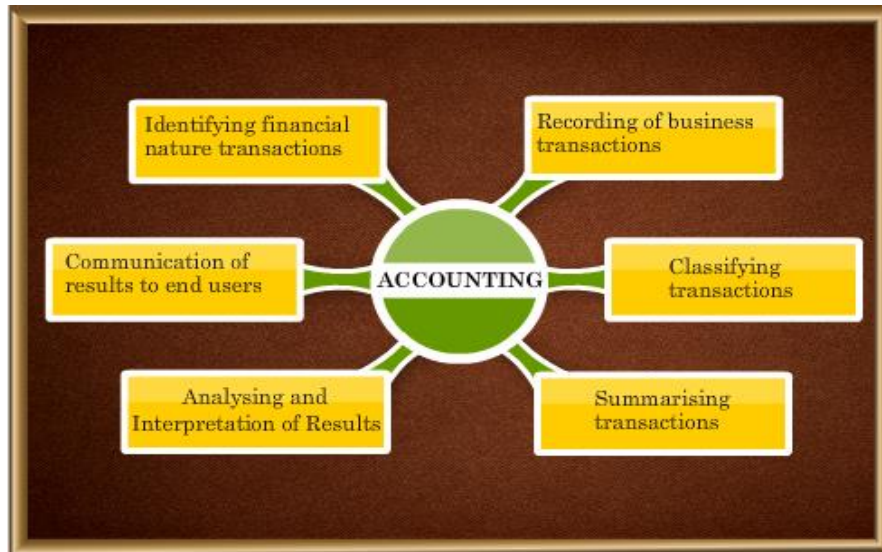 Identifying financial
nature transactions
Recording of business
transactions
Communication of
results to end users
ACCOUNTING
Classifying
transactions
Analysing and
Interpretation of Results
Summarising
transactions